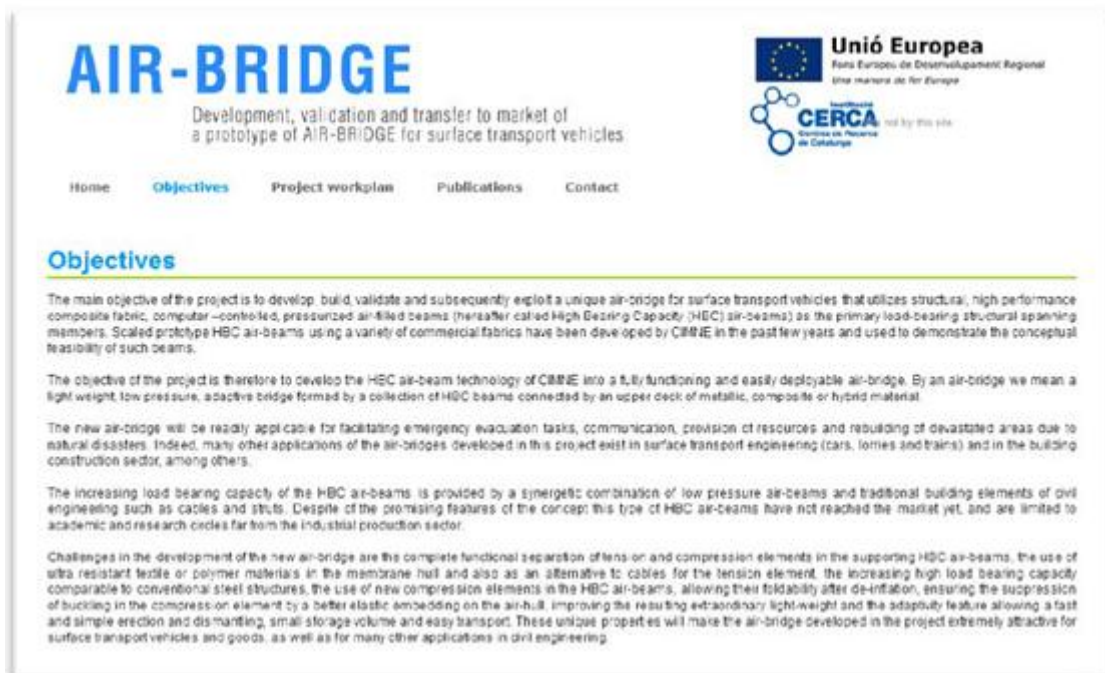 AIR-BRIDGE
Development, validation and transfer to market of
a prototype of AIR-BRIDGE for surface transport vehicles
Unió Europea
Fons Europeu de Desenvolupament Regional
Una manera de fer Europa
Institució
CERCA
Centres de Recerca
de Catalunya
not by this site
Home Objectives Project workplan Publications Contact
Objectives
The main objective of the project is to develop, build, validate and subsequently exploit a unique air-bridge for surface transport vehicles that utilizes structural, high performance
composite fabric, computer –controlled, pressurized air-filled beams (hereafter called High Bearing Capacity (HBC) air-beams) as the primary load-bearing structural spanning
members. Scaled prototype HBC air-beams using a variety of commercial fabrics have been developed by CIMNE in the past few years and used to demonstrate the conceptual
feasibility of such beams.
The objective of the project is therefore to develop the HBC air-beam technology of CIMNE into a fully functioning and easily deployable air-bridge. By an air-bridge we mean a
light weight, low pressure, adaptive bridge formed by a collection of HBC beams connected by an upper deck of metallic, composite or hybrid material.
The new air-bridge will be readily applicable for facilitating emergency evacuation tasks, communication, provision of resources and rebuilding of devastated areas due to
natural disasters. Indeed, many other applications of the air-bridges developed in this project exist in surface transport engineering (cars, lorries and trains) and in the building
construction sector, among others.
The increasing load bearing capacity of the HBC air-beams is provided by a synergetic combination of low pressure air-beams and traditional building elements of civil
engineering such as cables and struts. Despite of the promising features of the concept this type of HBC air-beams have not reached the market yet, and are limited to
academic and research circles far from the industrial production sector.
Challenges in the development of the new air-bridge are the complete functional separation of tension and compression elements in the supporting HBC air-beams, the use of
ultra resistant textile or polymer materials in the membrane hull and also as an alternative to cables for the tension element, the increasing high load bearing capacity
comparable to conventional steel structures, the use of new compression elements in the HBC air-beams, allowing their foldability after de-inflation, ensuring the suppression
of buckling in the compression element by a better elastic embedding on the air-hull, improving the resulting extraordinary light-weight and the adaptivity feature allowing a fast
and simple erection and dismantling, small storage volume and easy transport. These unique properties will make the air-bridge developed in the project extremely attractive for
surface transport vehicles and goods, as well as for many other applications in civil engineering.